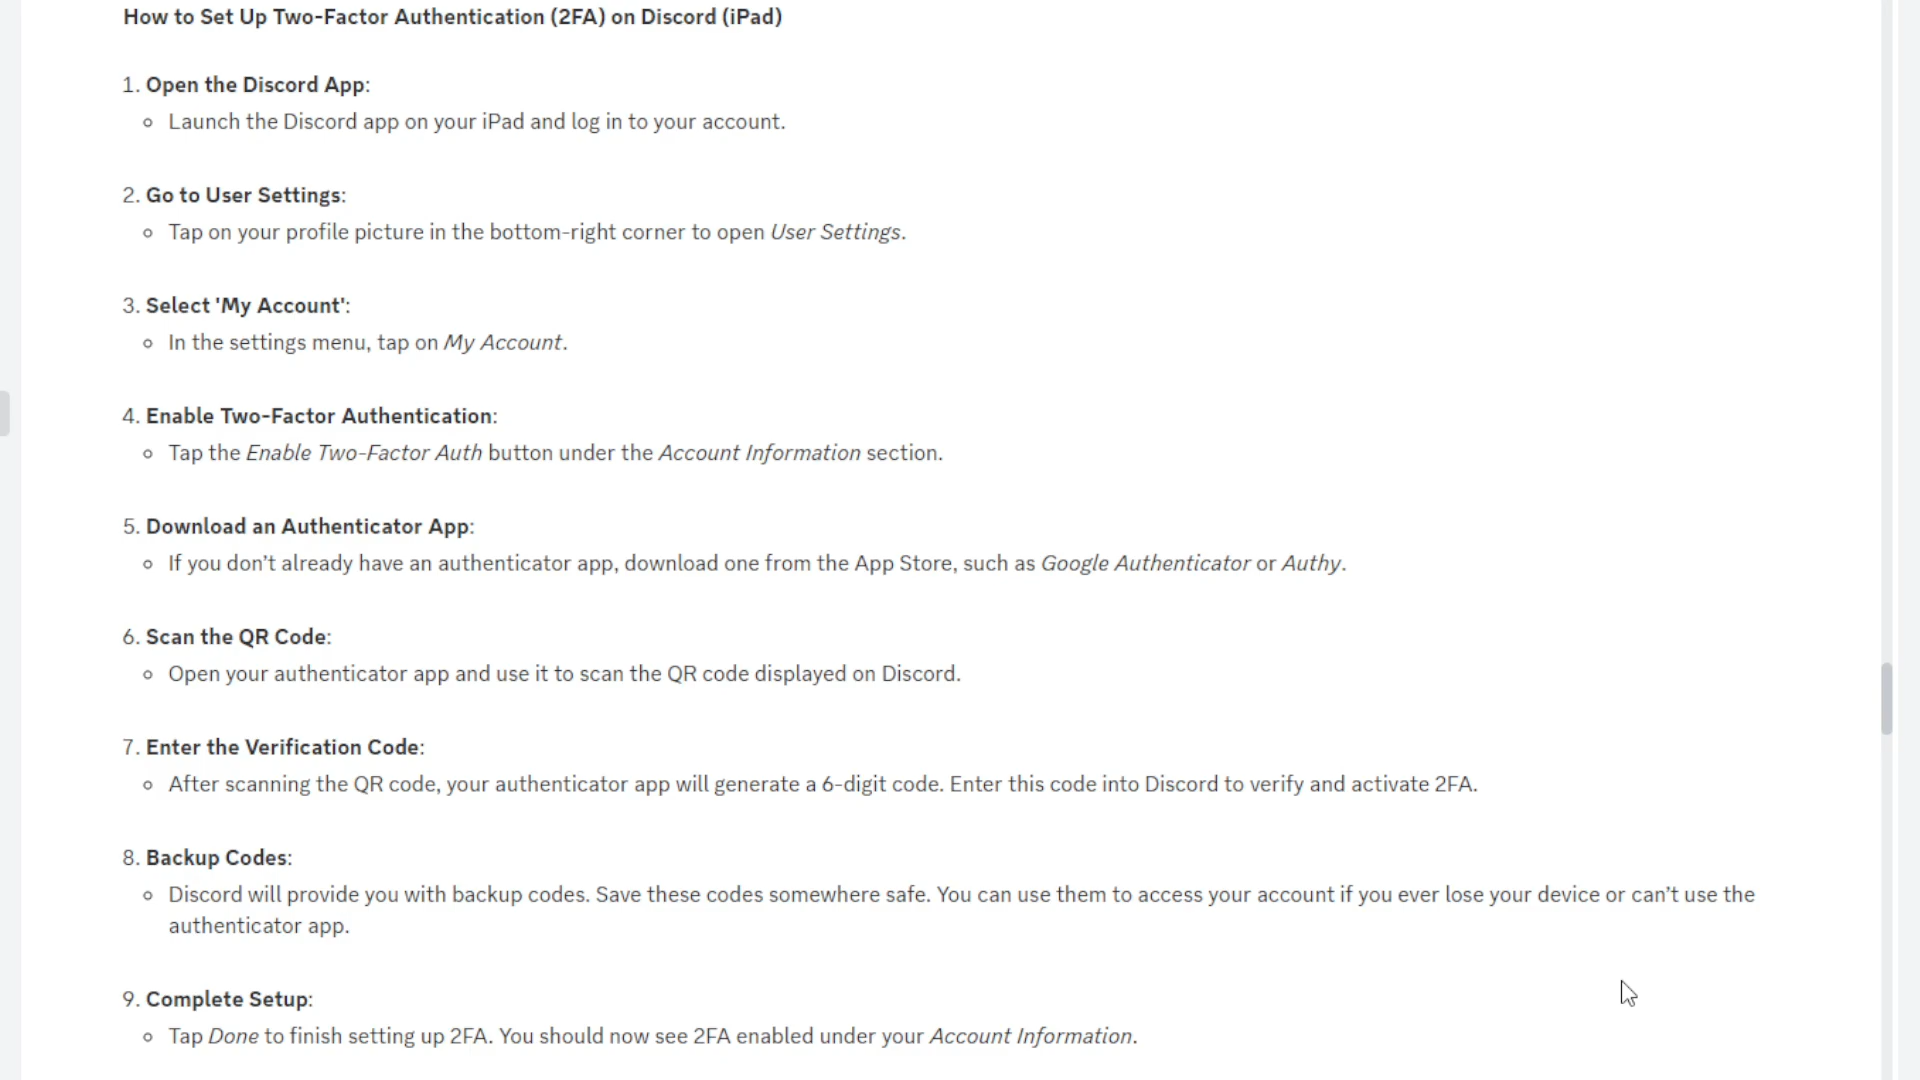 How to Set Up Two-Factor Authentication (2FA) on Discord (iPad)
1. Open the Discord App:
Launch the Discord app on your iPad and log in to your account.
2. Go to User Settings:
Tap on your profile picture in the bottom-right corner to open User Settings.
3. Select 'My Account':
In the settings menu, tap on My Account.
4. Enable Two-Factor Authentication:
Tap the Enable Two-Factor Auth button under the Account Information section.
5. Download an Authenticator App:
If you don’t already have an authenticator app, download one from the App Store, such as Google Authenticator or Authy.
6. Scan the QR Code:
Open your authenticator app and use it to scan the QR code displayed on Discord.
7. Enter the Verification Code:
After scanning the QR code, your authenticator app will generate a 6-digit code. Enter this code into Discord to verify and activate 2FA.
8. Backup Codes:
Discord will provide you with backup codes. Save these codes somewhere safe. You can use them to access your account if you ever lose your device or can’t use the
authenticator app.
9. Complete Setup:
Tap Done to finish setting up 2FA. You should now see 2FA enabled under your Account Information.